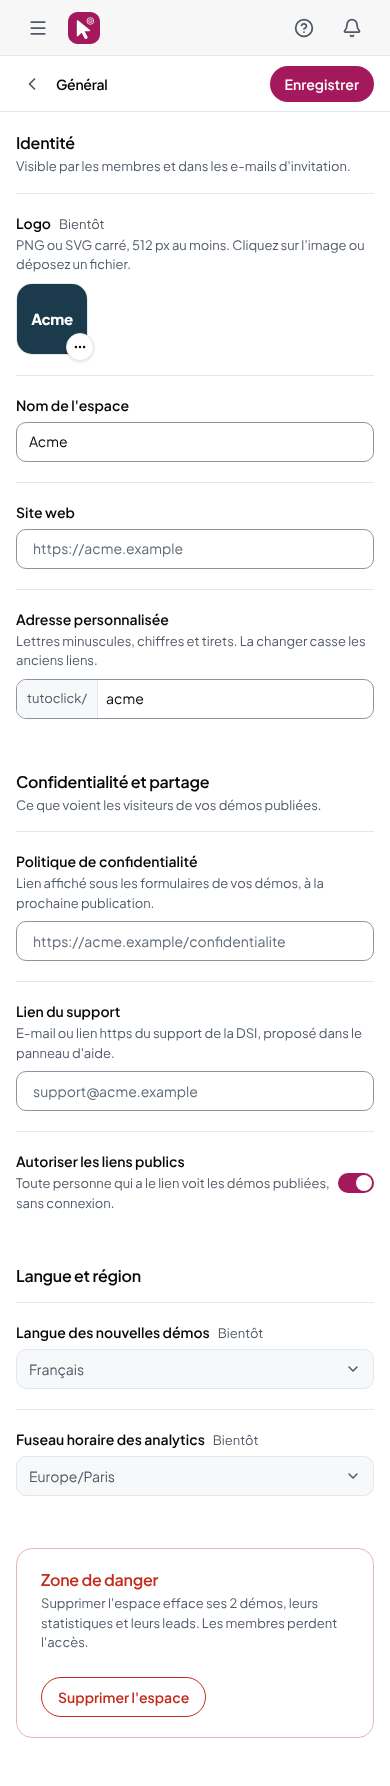 Général
Enregistrer
Identité
Visible par les membres et dans les e-mails d'invitation.
Logo Bientôt
PNG ou SVG carré, 512 px au moins. Cliquez sur l'image ou
déposez un fichier.
Acme
Nom de l'espace
Acme
Site web
https://acme.example
Adresse personnalisée
Lettres minuscules, chiffres et tirets. La changer casse les
anciens liens.
tutoclick/ acme
Confidentialité et partage
Ce que voient les visiteurs de vos démos publiées.
Politique de confidentialité
Lien affiché sous les formulaires de vos démos, à la
prochaine publication.
https://acme.example/confidentialite
Lien du support
E-mail ou lien https du support de la DSI, proposé dans le
panneau d'aide.
support@acme.example
Autoriser les liens publics
Toute personne qui a le lien voit les démos publiées,
sans connexion.
Langue et région
Langue des nouvelles démos Bientôt
Français
Fuseau horaire des analytics Bientôt
Europe/Paris
Zone de danger
Supprimer l'espace efface ses 2 démos, leurs
statistiques et leurs leads. Les membres perdent
l'accès.
Supprimer l'espace